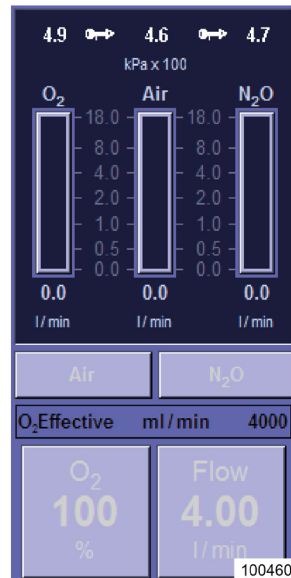 4.9 4.6 4.7
kPa x 100
O₂ Air N₂O
18.0 18.0
8.0 8.0
4.0 4.0
2.0 2.0
1.0 1.0
0.5 0.5
0.0 0.0
0.0 0.0 0.0
l/min l/min l/min
Air N₂O
O₂Effective ml/min 4000
O₂ Flow
100 4.00
% l/min
100460